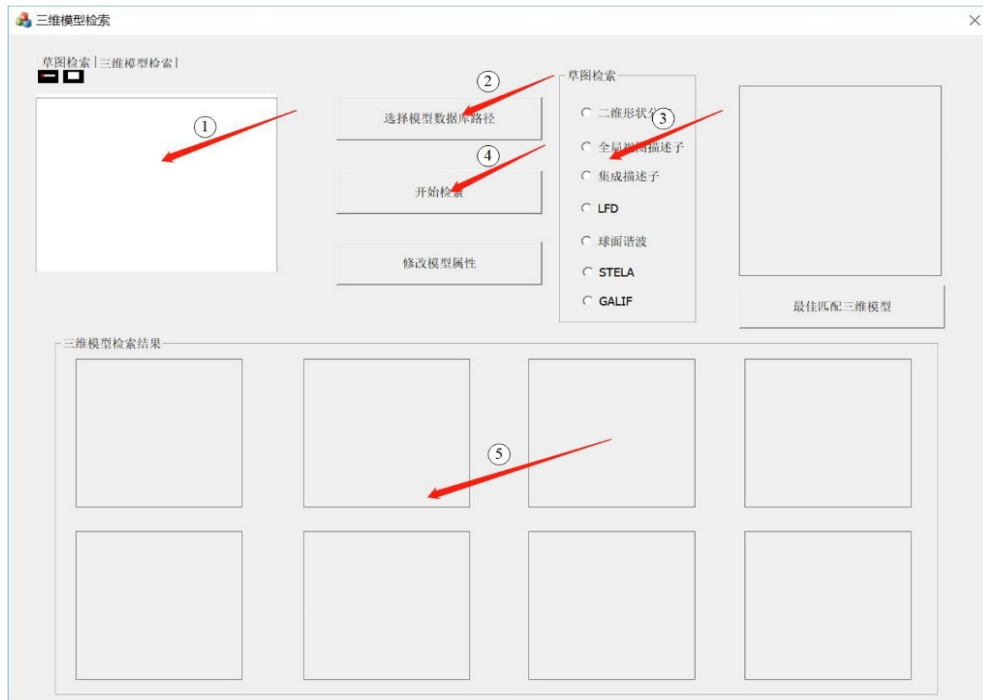 三维模型检索
草图检索 三维模型检索
①
②
选择模型数据库路径
④
开始检索
修改模型属性
草图检索
③
二维形状分
全局视图描述子
集成描述子
LFD
球面谐波
STELA
GALIF
最佳匹配三维模型
三维模型检索结果
⑤